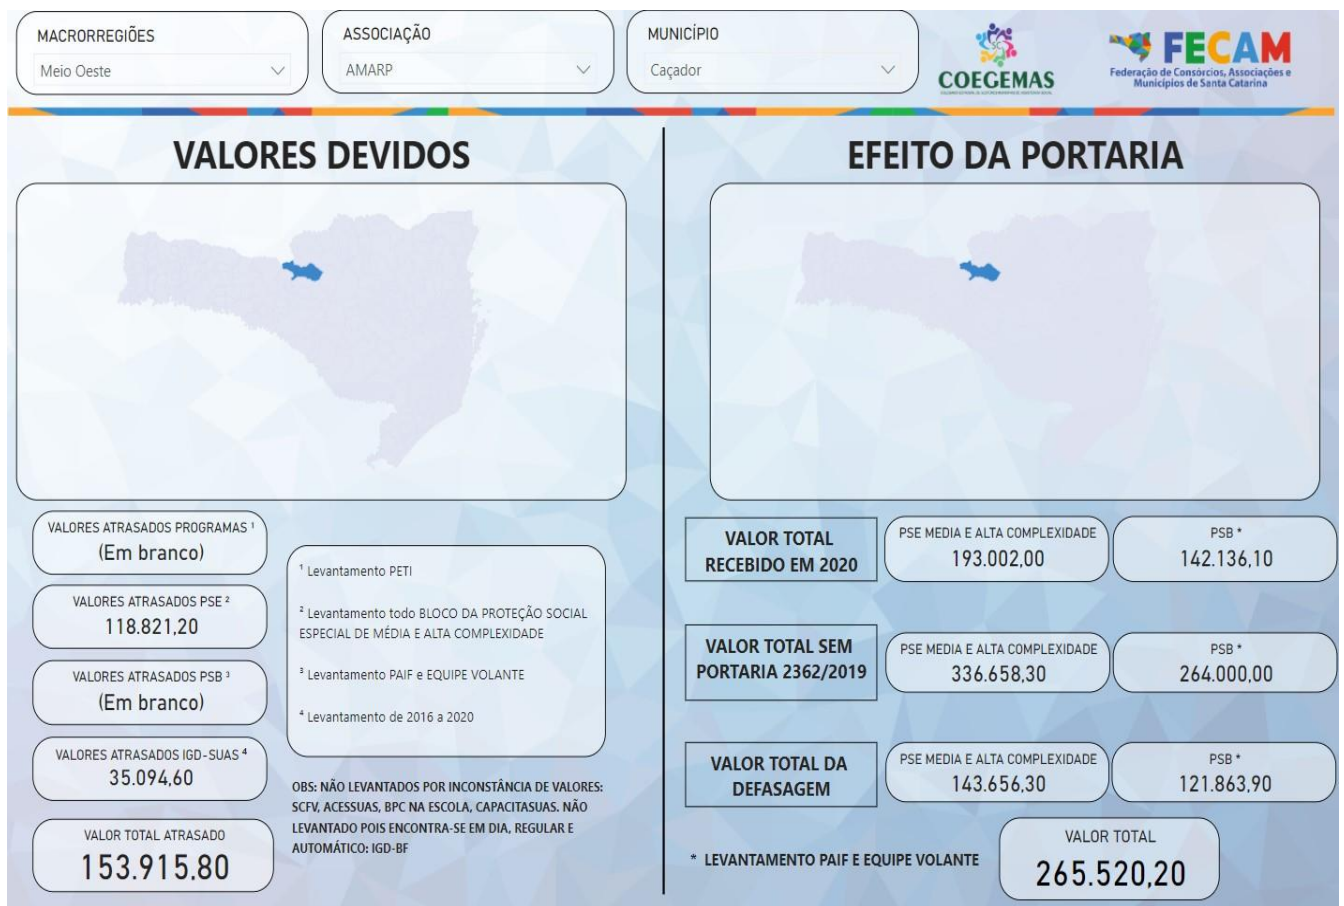 MACRORREGIÕES
Meio Oeste
ASSOCIAÇÃO
AMARP
MUNICÍPIO
Caçador
SC
COEGEMAS
FECAM
Federação de Consórcios, Associações e
Municípios de Santa Catarina
VALORES DEVIDOS
VALORES ATRASADOS PROGRAMAS ¹
(Em branco)
VALORES ATRASADOS PSE ²
118.821,20
VALORES ATRASADOS PSB ³
(Em branco)
VALORES ATRASADOS IGD-SUAS ⁴
35.094,60
VALOR TOTAL ATRASADO
153.915,80
¹ Levantamento PETI
² Levantamento todo BLOCO DA PROTEÇÃO SOCIAL
ESPECIAL DE MÉDIA E ALTA COMPLEXIDADE
³ Levantamento PAIF e EQUIPE VOLANTE
⁴ Levantamento de 2016 a 2020
OBS: NÃO LEVANTADOS POR INCONSTÂNCIA DE VALORES:
SCFV, ACESSUAS, BPC NA ESCOLA, CAPACITASUAS. NÃO
LEVANTADO POIS ENCONTRA-SE EM DIA, REGULAR E
AUTOMÁTICO: IGD-BF
EFEITO DA PORTARIA
VALOR TOTAL
RECEBIDO EM 2020
PSE MEDIA E ALTA COMPLEXIDADE
193.002,00
PSB *
142.136,10
VALOR TOTAL SEM
PORTARIA 2362/2019
PSE MEDIA E ALTA COMPLEXIDADE
336.658,30
PSB *
264.000,00
VALOR TOTAL DA
DEFASAGEM
PSE MEDIA E ALTA COMPLEXIDADE
143.656,30
PSB *
121.863,90
* LEVANTAMENTO PAIF E EQUIPE VOLANTE
VALOR TOTAL
265.520,20